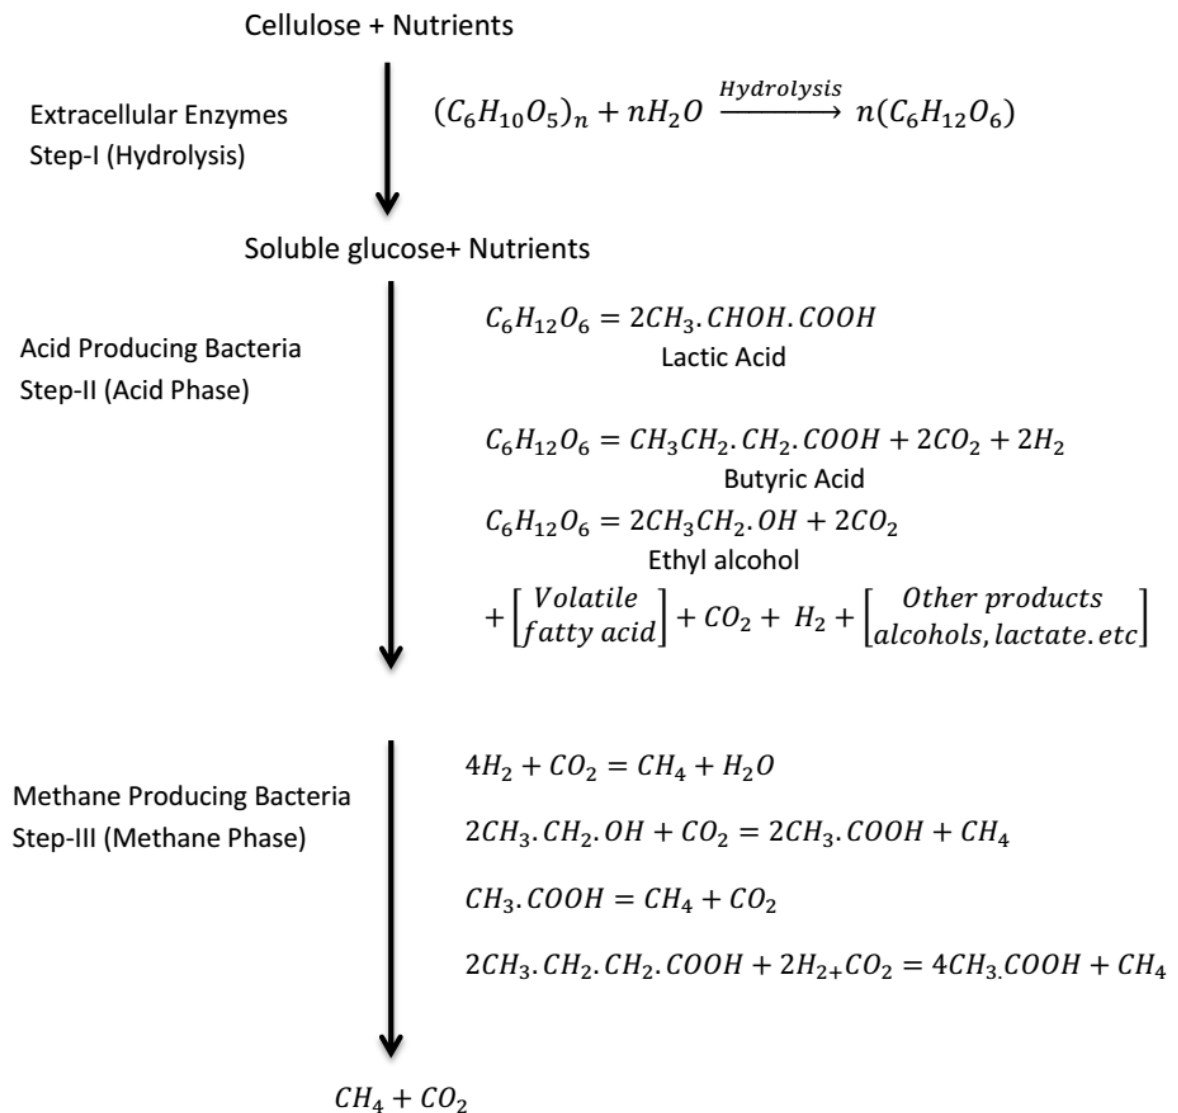 Cellulose + Nutrients
Extracellular Enzymes
Step-I (Hydrolysis)
(C₆H₁₀O₅)ₙ + nH₂O —Hydrolysis→ n(C₆H₁₂O₆)
Soluble glucose+ Nutrients
Acid Producing Bacteria
Step-II (Acid Phase)
C₆H₁₂O₆ = 2CH₃.CHOH.COOH
Lactic Acid
C₆H₁₂O₆ = CH₃CH₂.CH₂.COOH + 2CO₂ + 2H₂
Butyric Acid
C₆H₁₂O₆ = 2CH₃CH₂.OH + 2CO₂
Ethyl alcohol
+ [Volatile fatty acid] + CO₂ + H₂ + [Other products alcohols, lactate.etc]
Methane Producing Bacteria
Step-III (Methane Phase)
4H₂ + CO₂ = CH₄ + H₂O
2CH₃.CH₂.OH + CO₂ = 2CH₃.COOH + CH₄
CH₃.COOH = CH₄ + CO₂
2CH₃.CH₂.CH₂.COOH + 2H₂₊CO₂ = 4CH₃.COOH + CH₄
CH₄ + CO₂